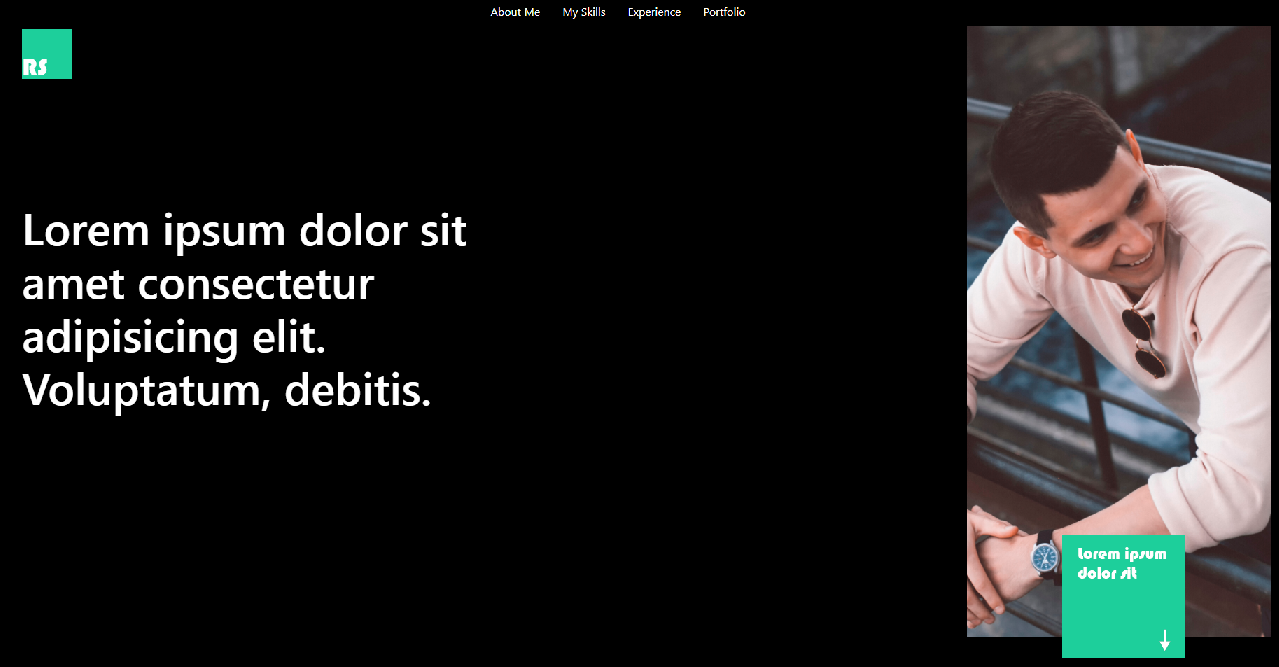 About Me My Skills Experience Portfolio
RS
Lorem ipsum dolor sit
amet consectetur
adipisicing elit.
Voluptatum, debitis.
Lorem ipsum
dolor sit